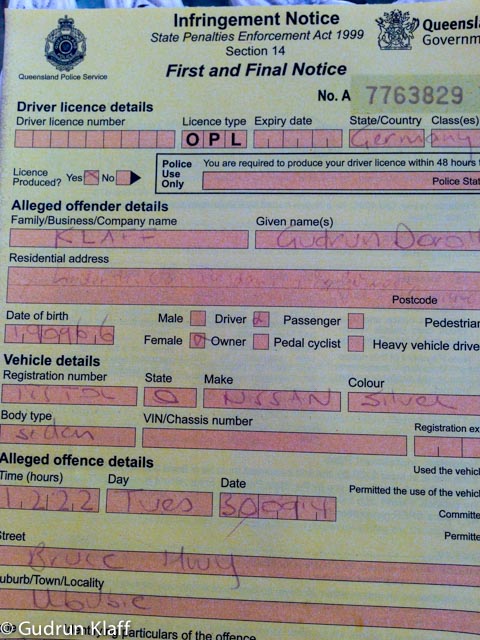 Infringement Notice
State Penalties Enforcement Act 1999
Section 14
First and Final Notice
Queensland Police Service
Queensla
Governm
No. A 7763829
Driver licence details
Driver licence number Licence type Expiry date State/Country Class(es)
O P L Germany
Licence Produced? Yes No
Police Use Only
You are required to produce your driver licence within 48 hours
Police Stat
Alleged offender details
Family/Business/Company name Given name(s)
KLAFF Gudrun Dorot
Residential address
Postcode
Date of birth Male Driver Passenger Pedestrian
Female Owner Pedal cyclist Heavy vehicle drive
Vehicle details
Registration number State Make Colour
Q NISSAN Silver
Body type VIN/Chassis number Registration ex
sedan
Used the vehicl
Alleged offence details
Time (hours) Day Date
Permitted the use of the vehicl
1222 Tues 300914
Committe
Permitte
Street
Bruce Hwy
Suburb/Town/Locality
particulars of the offence
© Gudrun Klaff